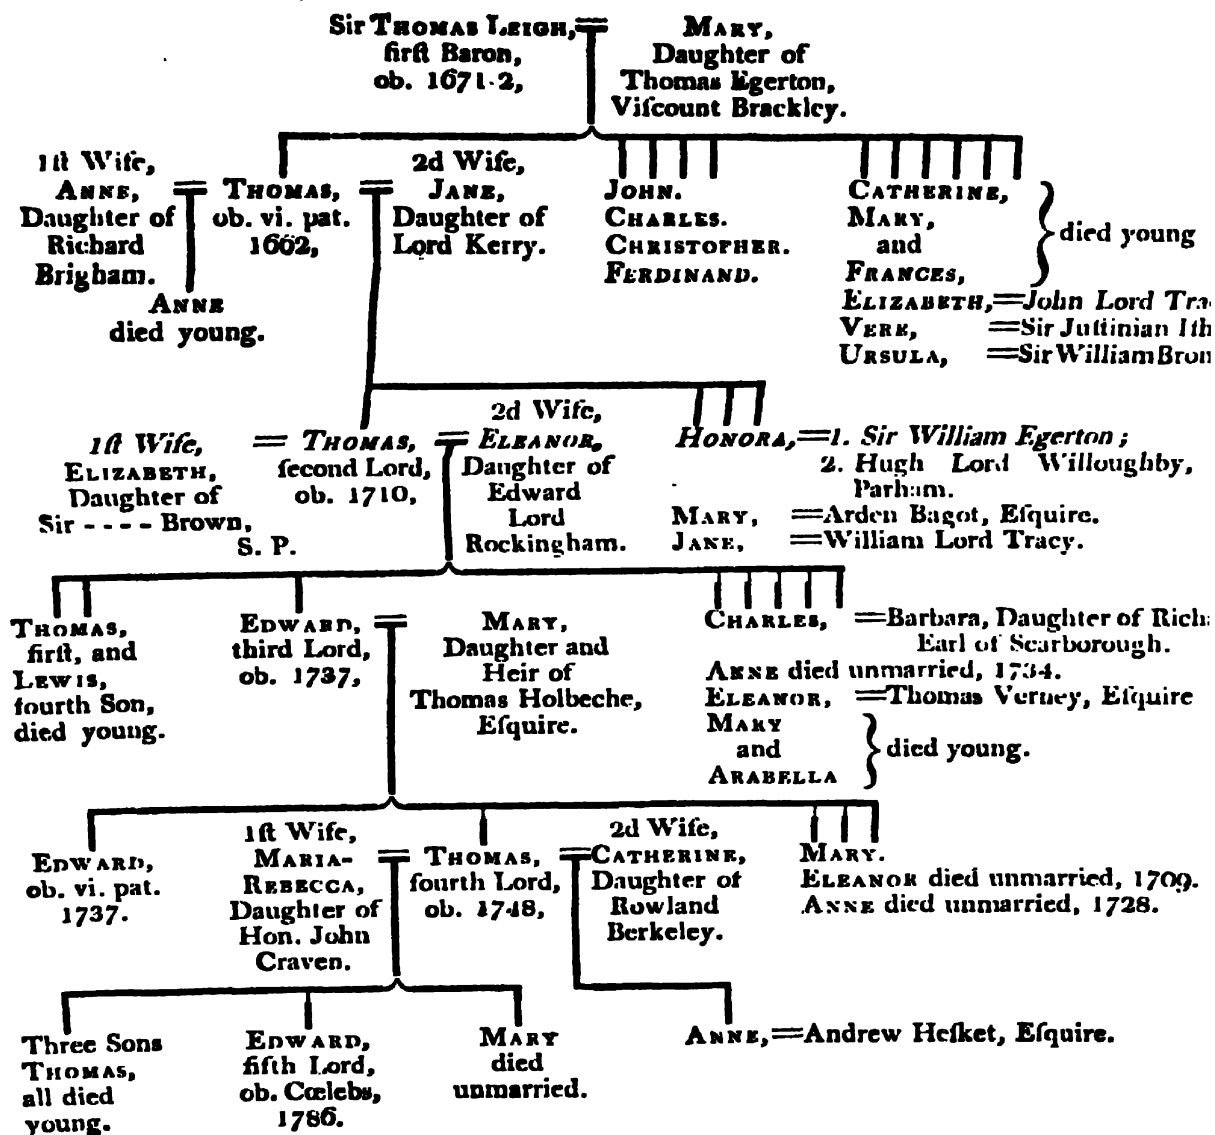 Sir THOMAS LEIGH,
firſt Baron,
ob. 1671-2,
MARY,
Daughter of
Thomas Egerton,
Viſcount Brackley.
1ſt Wife,
ANNE,
Daughter of
Richard
Brigham.
THOMAS,
ob. vi. pat.
1662,
2d Wife,
JANE,
Daughter of
Lord Kerry.
JOHN.
CHARLES.
CHRISTOPHER.
FERDINAND.
CATHERINE,
MARY,
and
FRANCES,
died young
ELIZABETH, =John Lord Tra
VERE, =Sir Juſtinian Iſh
URSULA, =Sir William Brom
ANNE
died young.
1ſt Wife,
ELIZABETH,
Daughter of
Sir - - - - Brown,
S. P.
THOMAS,
ſecond Lord,
ob. 1710,
2d Wife,
ELEANOR,
Daughter of
Edward
Lord
Rockingham.
HONORA, =1. Sir William Egerton;
2. Hugh Lord Willoughby,
Parham.
MARY, =Arden Bagot, Eſquire.
JANE, =William Lord Tracy.
THOMAS,
firſt, and
LEWIS,
fourth Son,
died young.
EDWARD,
third Lord,
ob. 1737,
MARY,
Daughter and
Heir of
Thomas Holbeche,
Eſquire.
CHARLES, =Barbara, Daughter of Rich
Earl of Scarborough.
ANNE died unmarried, 1734.
ELEANOR, =Thomas Verney, Eſquire
MARY
and
ARABELLA
died young.
EDWARD,
ob. vi. pat.
1737.
1ſt Wife,
MARIA-
REBECCA,
Daughter of
Hon. John
Craven.
THOMAS,
fourth Lord,
ob. 1748,
2d Wife,
CATHERINE,
Daughter of
Rowland
Berkeley.
MARY.
ELEANOR died unmarried, 1709.
ANNE died unmarried, 1728.
Three Sons
THOMAS,
all died
young.
EDWARD,
fifth Lord,
ob. Cœlebs,
1786.
MARY
died
unmarried.
ANNE, =Andrew Heſket, Eſquire.